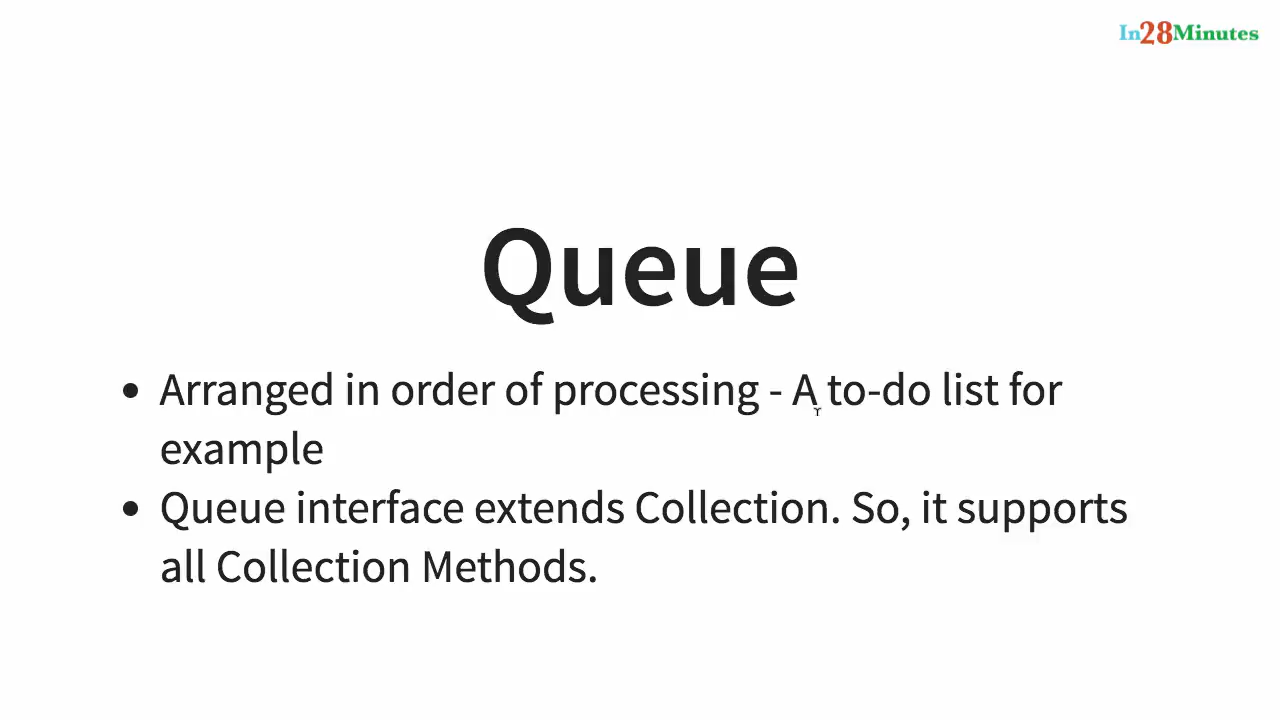 In28Minutes
Queue
• Arranged in order of processing - A to-do list for
example
• Queue interface extends Collection. So, it supports
all Collection Methods.